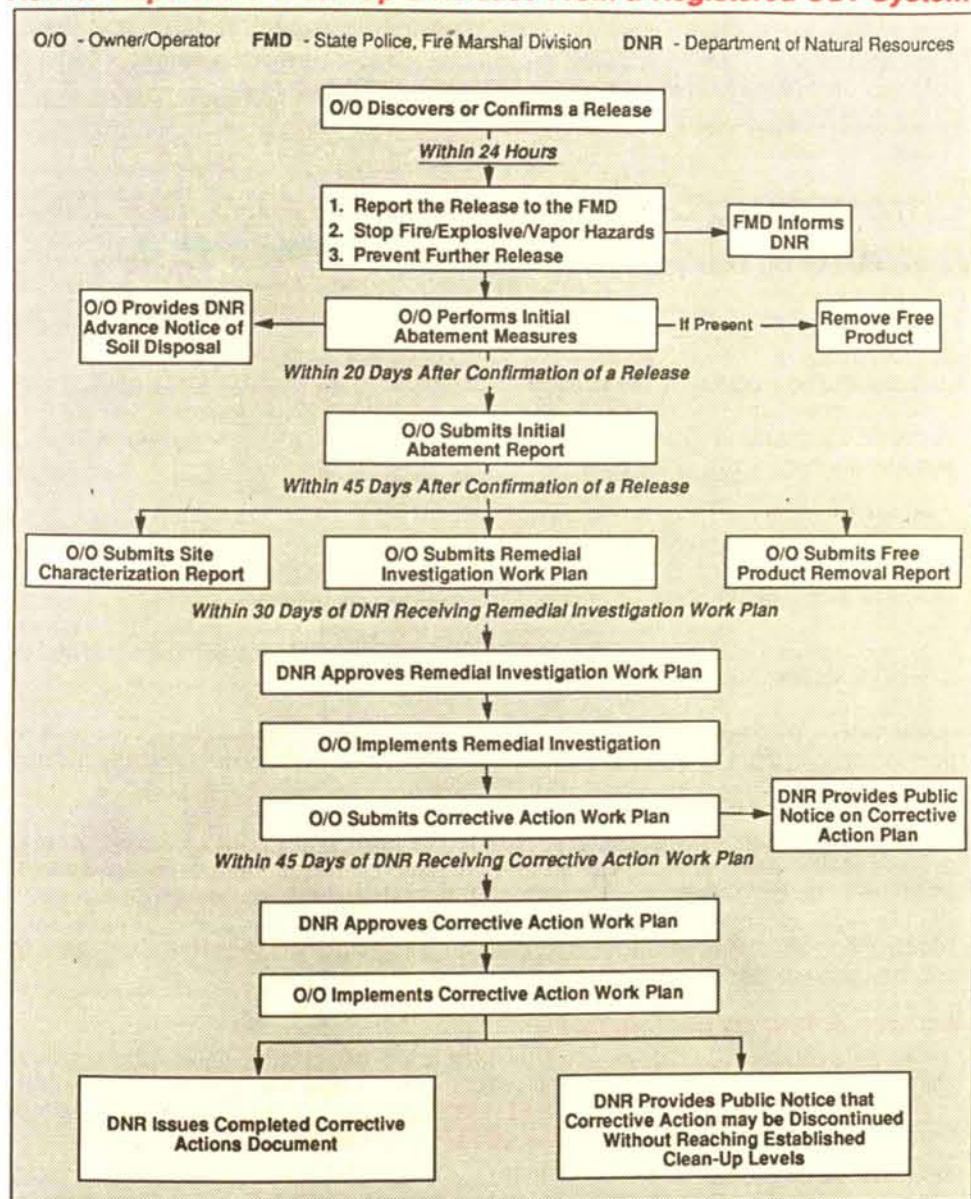 From a Registered UST System
O/O - Owner/Operator FMD - State Police, Fire Marshal Division DNR - Department of Natural Resources
O/O Discovers or Confirms a Release
Within 24 Hours
1. Report the Release to the FMD
2. Stop Fire/Explosive/Vapor Hazards
3. Prevent Further Release
FMD Informs
DNR
O/O Provides DNR
Advance Notice of
Soil Disposal
O/O Performs Initial
Abatement Measures
If Present
Remove Free
Product
Within 20 Days After Confirmation of a Release
O/O Submits Initial
Abatement Report
Within 45 Days After Confirmation of a Release
O/O Submits Site
Characterization Report
O/O Submits Remedial
Investigation Work Plan
O/O Submits Free
Product Removal Report
Within 30 Days of DNR Receiving Remedial Investigation Work Plan
DNR Approves Remedial Investigation Work Plan
O/O Implements Remedial Investigation
O/O Submits Corrective Action Work Plan
DNR Provides Public
Notice on Corrective
Action Plan
Within 45 Days of DNR Receiving Corrective Action Work Plan
DNR Approves Corrective Action Work Plan
O/O Implements Corrective Action Work Plan
DNR Issues Completed Corrective
Actions Document
DNR Provides Public Notice that
Corrective Action may be Discontinued
Without Reaching Established
Clean-Up Levels